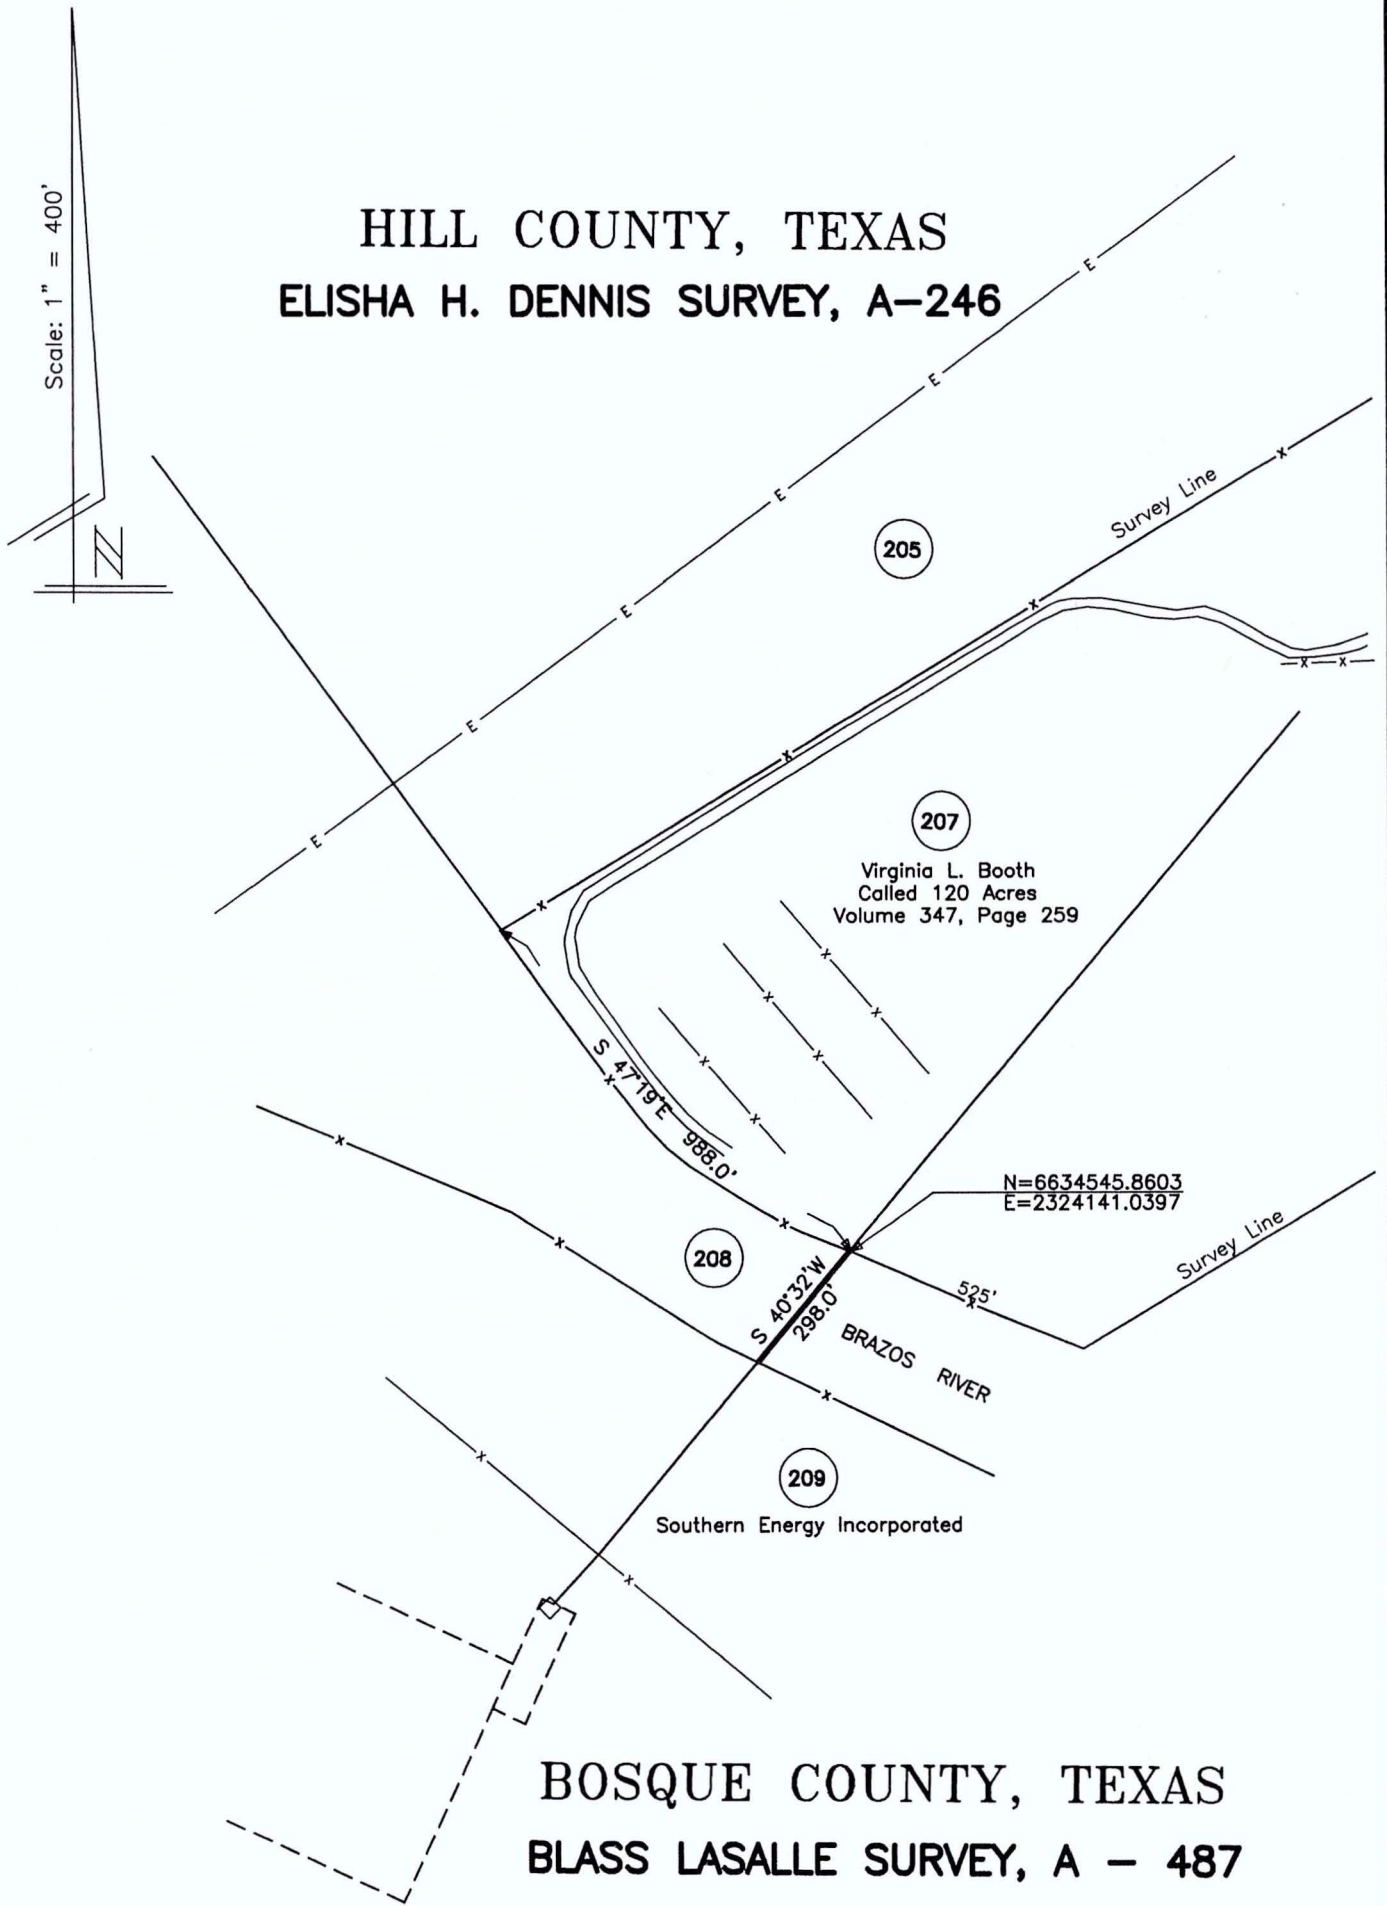 Scale: 1" = 400'
HILL COUNTY, TEXAS
ELISHA H. DENNIS SURVEY, A-246
E
E
E
E
E
E
N
205
Survey Line
x
x
x
x
x
x
207
Virginia L. Booth
Called 120 Acres
Volume 347, Page 259
x
x
x
x
x
x
S 47°19'E 988.0'
x
x
x
x
N=6634545.8603
E=2324141.0397
208
S 40°32'W
298.0'
525'
x
Survey Line
BRAZOS RIVER
x
x
209
Southern Energy Incorporated
x
BOSQUE COUNTY, TEXAS
BLASS LASALLE SURVEY, A - 487